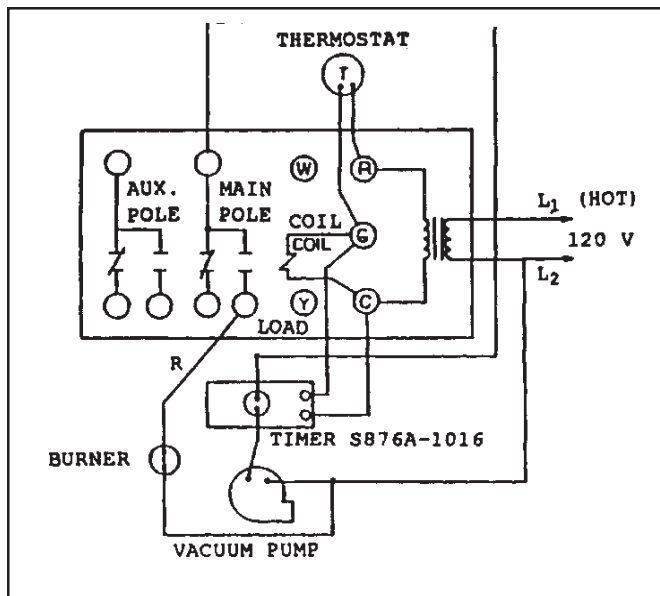 THERMOSTAT
T
W
R
AUX.
POLE
MAIN
POLE
COIL
COIL
G
L1 (HOT)
120 V
L2
Y
C
LOAD
R
TIMER S876A-1016
BURNER
VACUUM PUMP